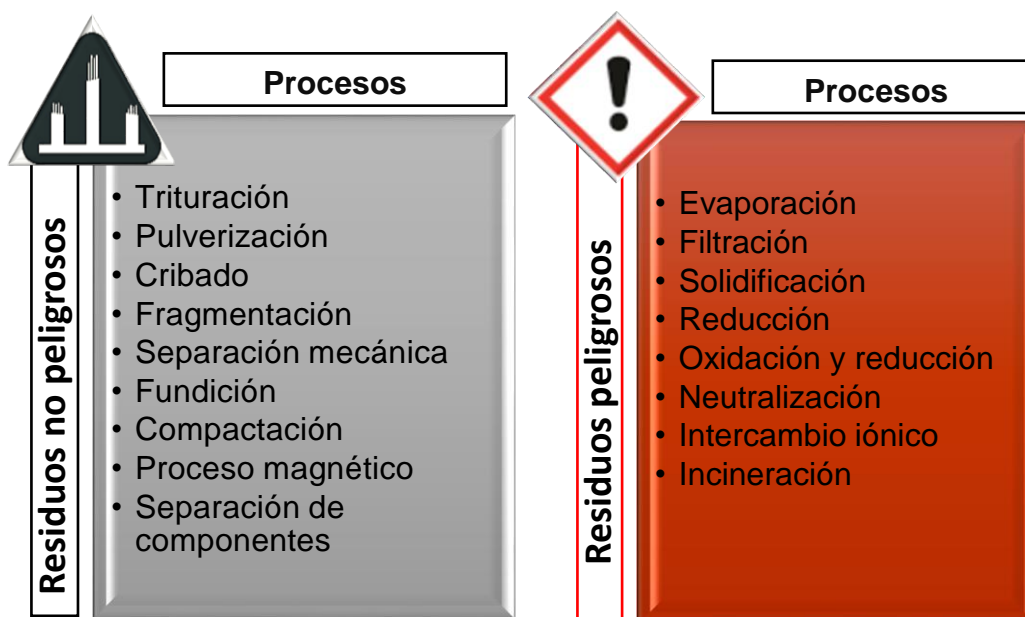 Procesos
Residuos no peligrosos
• Trituración
• Pulverización
• Cribado
• Fragmentación
• Separación mecánica
• Fundición
• Compactación
• Proceso magnético
• Separación de
componentes
Procesos
Residuos peligrosos
• Evaporación
• Filtración
• Solidificación
• Reducción
• Oxidación y reducción
• Neutralización
• Intercambio iónico
• Incineración